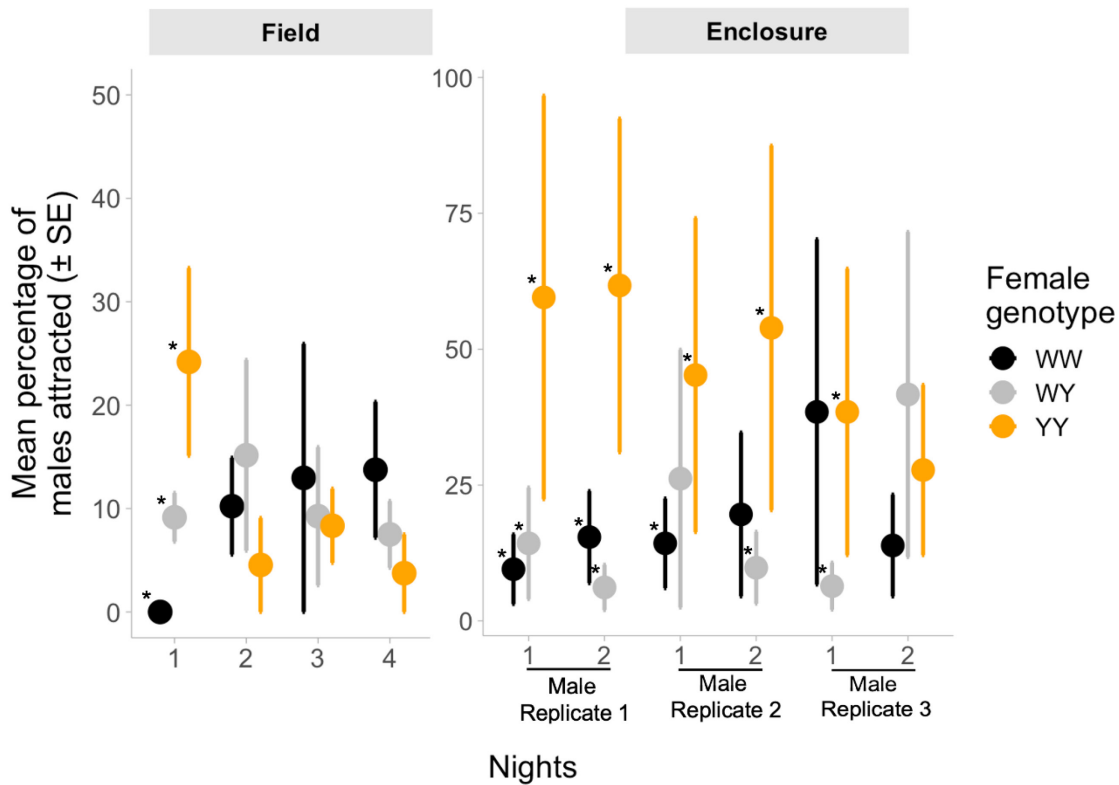 Field
Enclosure
Mean percentage of
males attracted (± SE)
50
40
30
20
10
0
1 2 3 4
100
75
50
25
0
* * *
* * * * * * * * * * * *
1 2 1 2 1 2
Male
Replicate 1
Male
Replicate 2
Male
Replicate 3
Nights
Female
genotype
WW
WY
YY